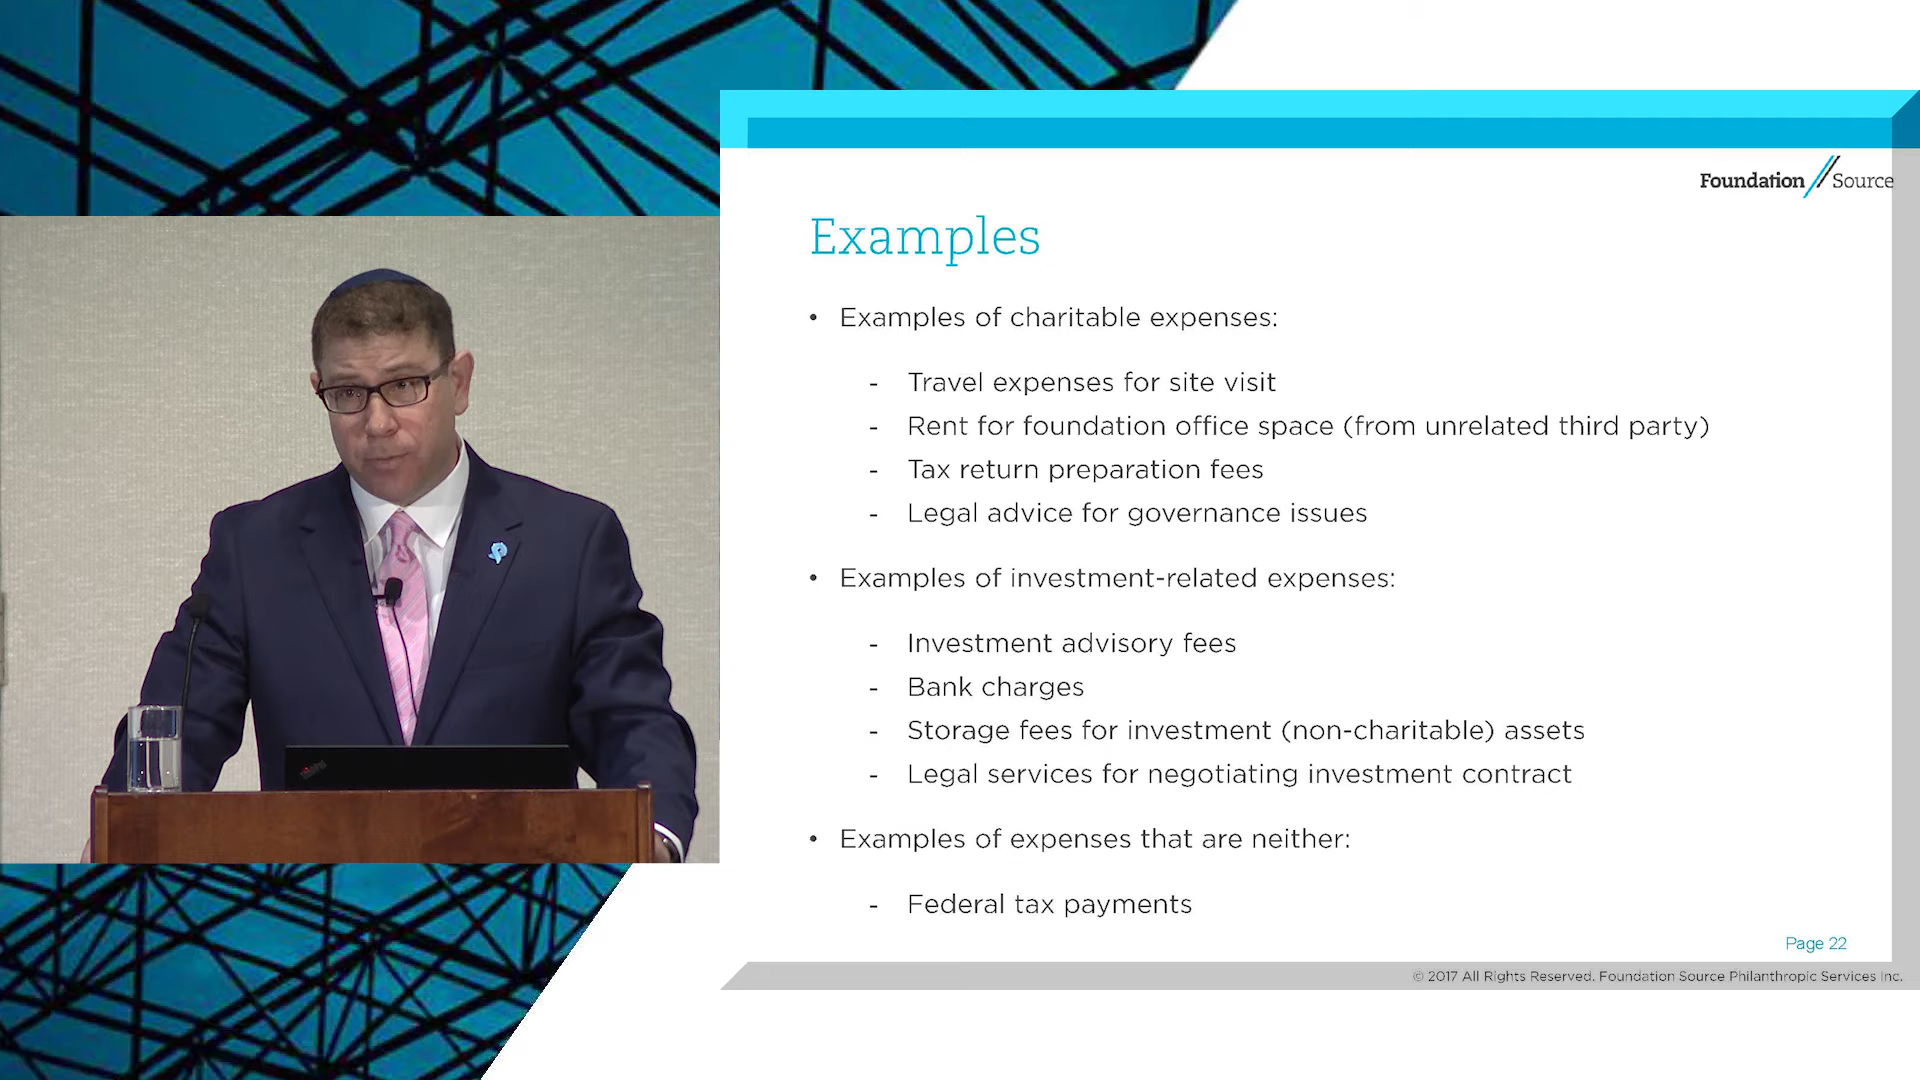 Foundation Source
Examples
• Examples of charitable expenses:
- Travel expenses for site visit
- Rent for foundation office space (from unrelated third party)
- Tax return preparation fees
- Legal advice for governance issues
• Examples of investment-related expenses:
- Investment advisory fees
- Bank charges
- Storage fees for investment (non-charitable) assets
- Legal services for negotiating investment contract
• Examples of expenses that are neither:
- Federal tax payments
Page 22
© 2017 All Rights Reserved. Foundation Source Philanthropic Services Inc.